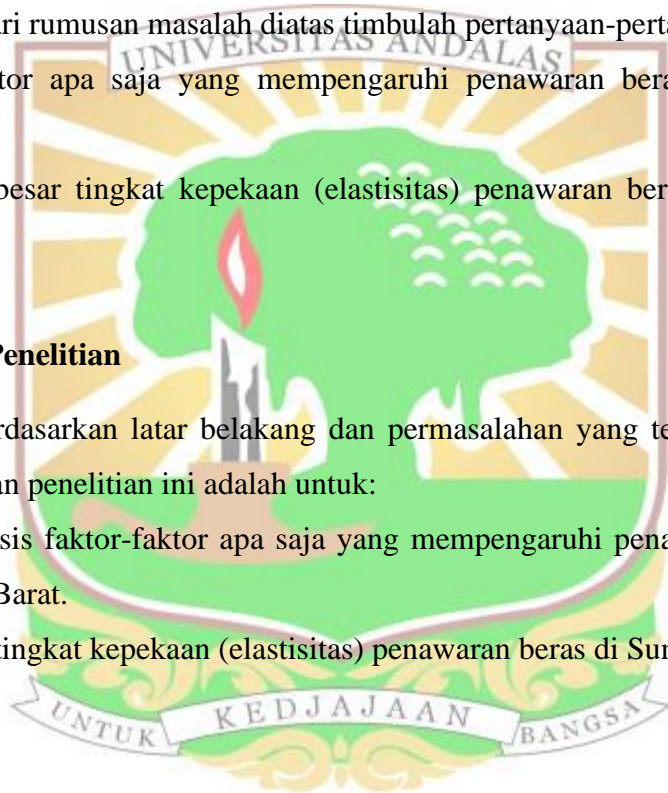 ari rumusan masalah diatas timbulah pertanyaan-perta
UNIVERSITAS ANDALAS
tor apa saja yang mempengaruhi penawaran bera
besar tingkat kepekaan (elastisitas) penawaran ber
Penelitian
rdasarkan latar belakang dan permasalahan yang te
an penelitian ini adalah untuk:
sis faktor-faktor apa saja yang mempengaruhi pena
Barat.
tingkat kepekaan (elastisitas) penawaran beras di Sum
UNTUK KEDJAJAAN BANGSA